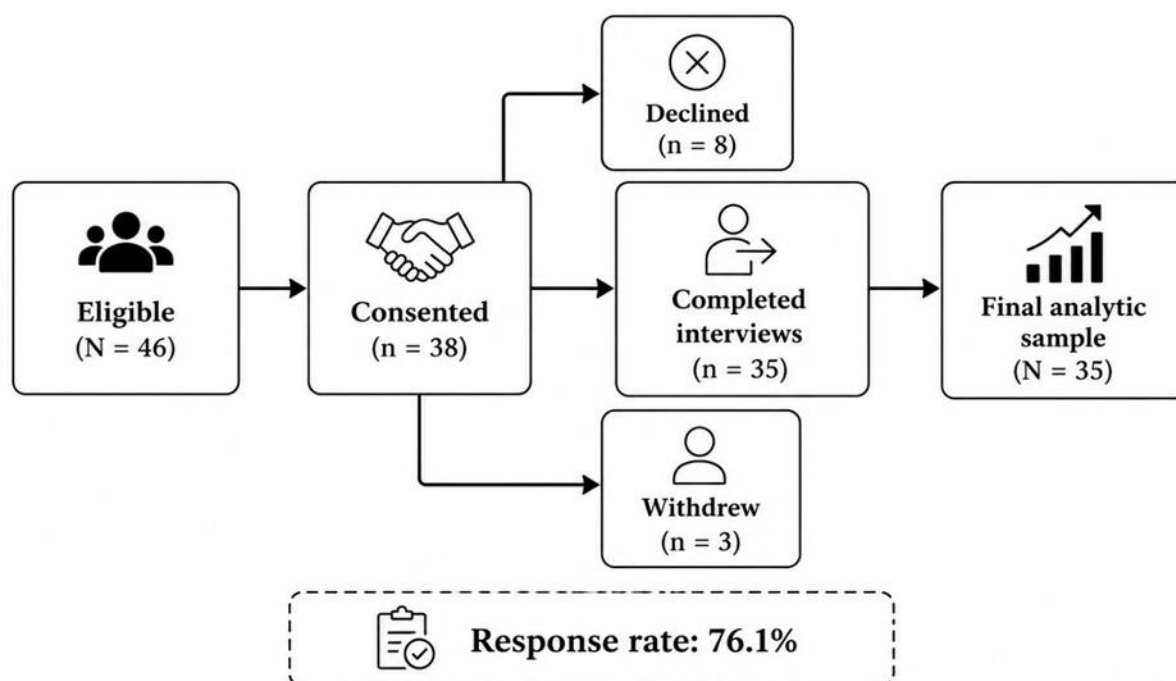 Declined
(n = 8)
Eligible
(N = 46)
Consented
(n = 38)
Completed
interviews
(n = 35)
Final analytic
sample
(N = 35)
Withdrew
(n = 3)
Response rate: 76.1%